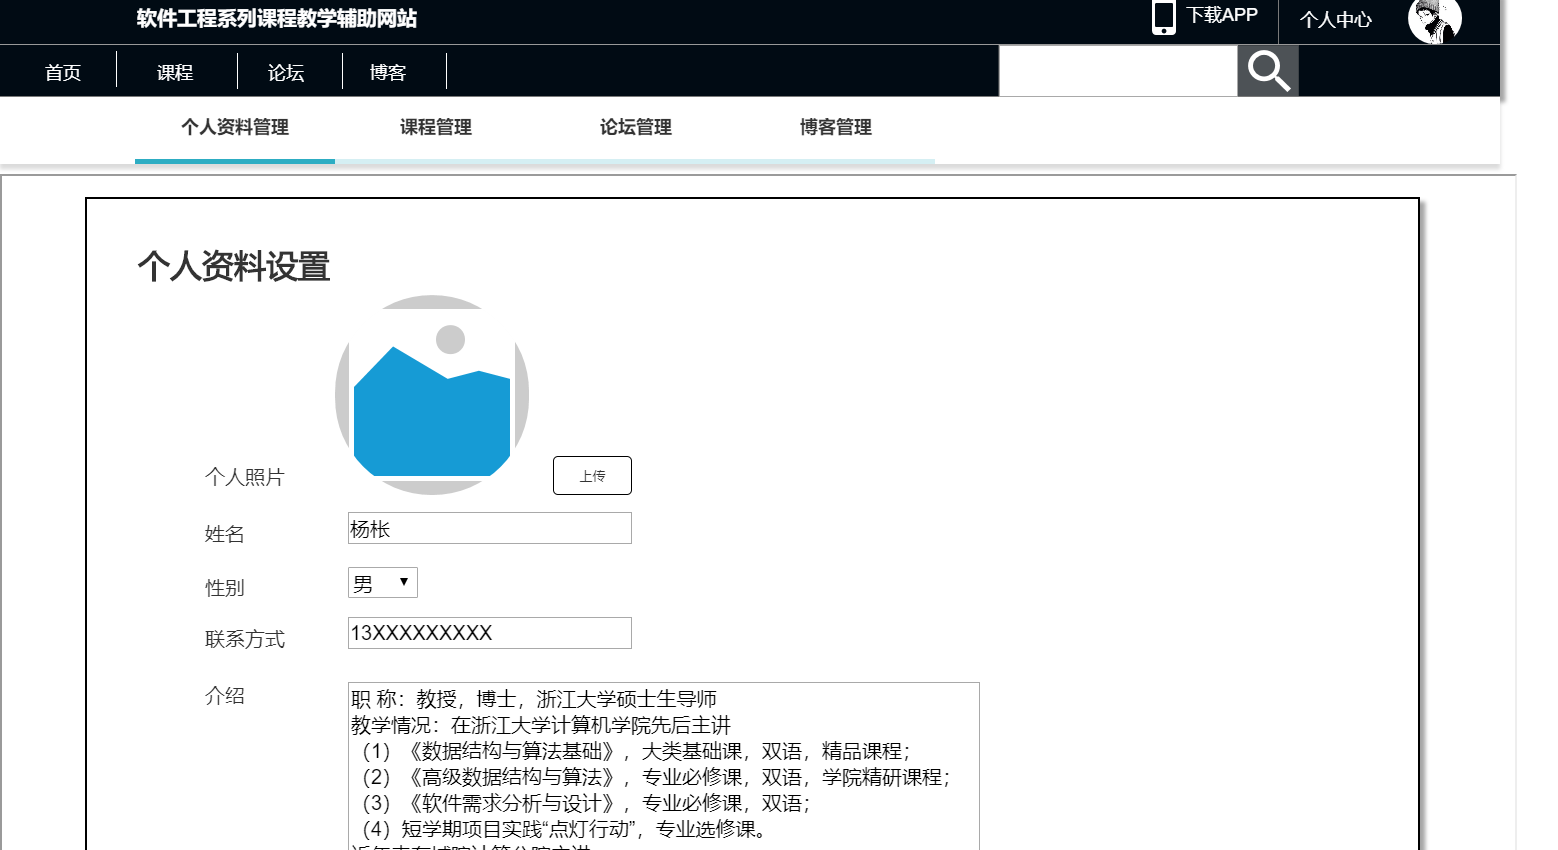 软件工程系列课程教学辅助网站
下载APP
个人中心
首页
课程
论坛
博客
个人资料管理
课程管理
论坛管理
博客管理
个人资料设置
个人照片
上传
姓名
杨枨
性别
男
联系方式
13XXXXXXXXX
介绍
职 称：教授，博士，浙江大学硕士生导师
教学情况：在浙江大学计算机学院先后主讲
（1）《数据结构与算法基础》，大类基础课，双语，精品课程；
（2）《高级数据结构与算法》，专业必修课，双语，学院精研课程；
（3）《软件需求分析与设计》，专业必修课，双语；
（4）短学期项目实践“点灯行动”，专业选修课。